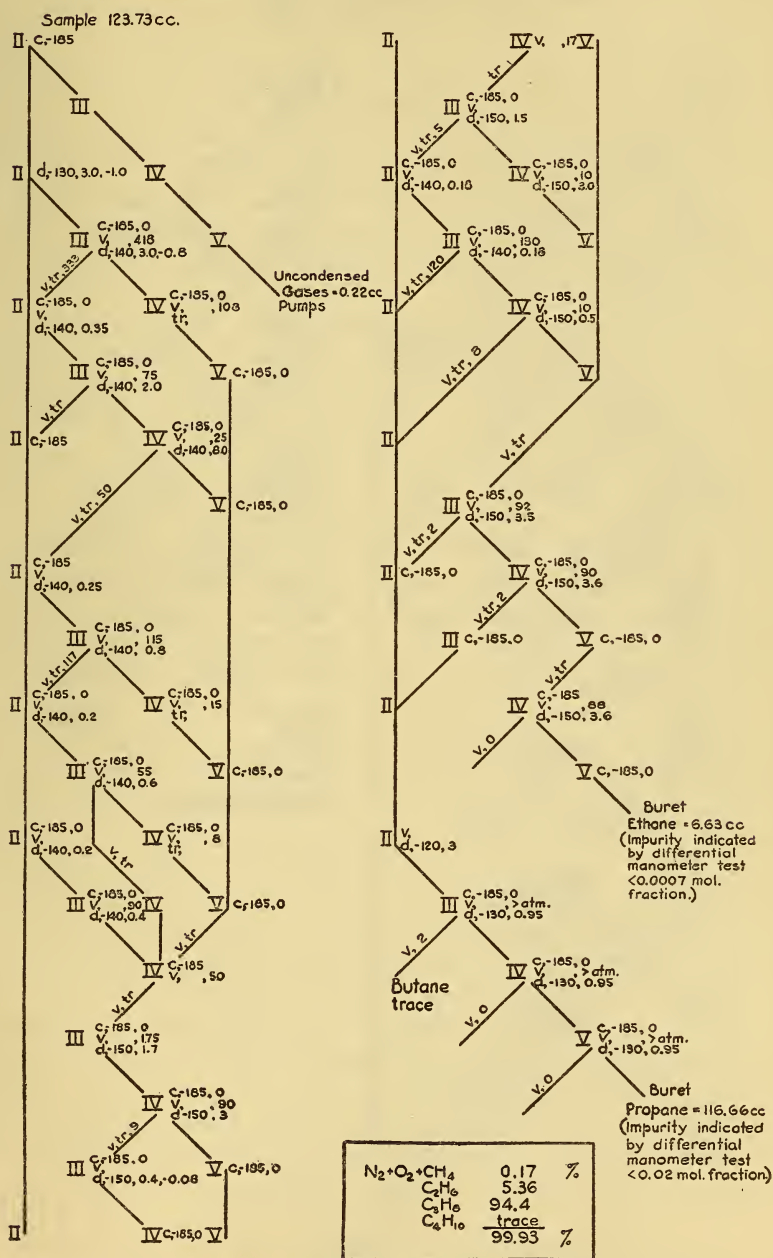 Sample 123.73cc.
II C,-185
III
II d,-130,3.0,-1.0 IV
III C,-185,0
V, ,418
d,-140,3.0,-0.8
V
Uncondensed
Gases=0.22cc
Pumps
v,tr,333
II C,-185,0
V,
d,-140,0.35
IV C,-185,0
V, ,108
tr,
III C,-185,0
V, 75
d,-140,2.0
V C,-185,0
v,tr
II C,-185
IV C,-185,0
V, ,25
d,-140,8.0
V C,-185,0
v,tr,50
II C,-185
V,
d,-140,0.25
III C,-185,0
V, 115
d,-140,0.8
v,tr,117
II C,-185,0
V,
d,-140,0.2
IV C,-185,0
V, ,15
tr,
III C,-185,0
V, 55
d,-140,0.6
V C,-185,0
II C,-185,0
V,
d,-140,0.2
IV C,-185,0
V, ,8
tr,
v,tr
III C,-185,0
V, ,90
d,-140,0.4
IV
V C,-185,0
v,tr
IV C,-185
V, ,50
v,tr
III C,-185,0
V, ,175
d,-150,1.7
IV C,-185,0
V, ,90
d,-150,3
v,tr,9
III C,-185,0
V,
d,-150,0.4,-0.08
V C,-185,0
II
IV C,-185,0 V
II
IV V, ,17 V
tr,1
III C,-185,0
V,
d,-150,1.5
v,tr,5
II C,-185,0
V,
d,-140,0.18
IV C,-185,0
V, ,10
d,-150,3.0
III C,-185,0
V, ,130
d,-140,0.18
V
v,tr,120
II
IV C,-185,0
V, ,10
d,-150,0.5
V
v,tr,8
II
v,tr
III C,-185,0
V, ,92
d,-150,3.5
v,tr,2
II C,-185,0
IV C,-185,0
V, ,90
d,-150,3.6
v,tr,2
III C,-185,0
V C,-185,0
v,tr
II
IV C,-185
V, ,88
d,-150,3.6
v,0
V C,-185,0
Buret
Ethane = 6.63 cc
(Impurity indicated
by differential
manometer test
<0.0007 mol.
fraction.)
II V,
d,-120,3
III C,-185,0
V, ,>atm.
d,-130,0.95
v,2
Butane
trace
IV C,-185,0
V, ,>atm.
d,-130,0.95
v,0
V C,-185,0
V, ,>atm.
d,-130,0.95
v,0
Buret
Propane = 116.66cc
(Impurity indicated
by differential
manometer test
<0.02 mol. fraction.)
N₂+O₂+CH₄ 0.17 %
C₂H₆ 5.36
C₃H₈ 94.4
C₄H₁₀ trace
99.93 %